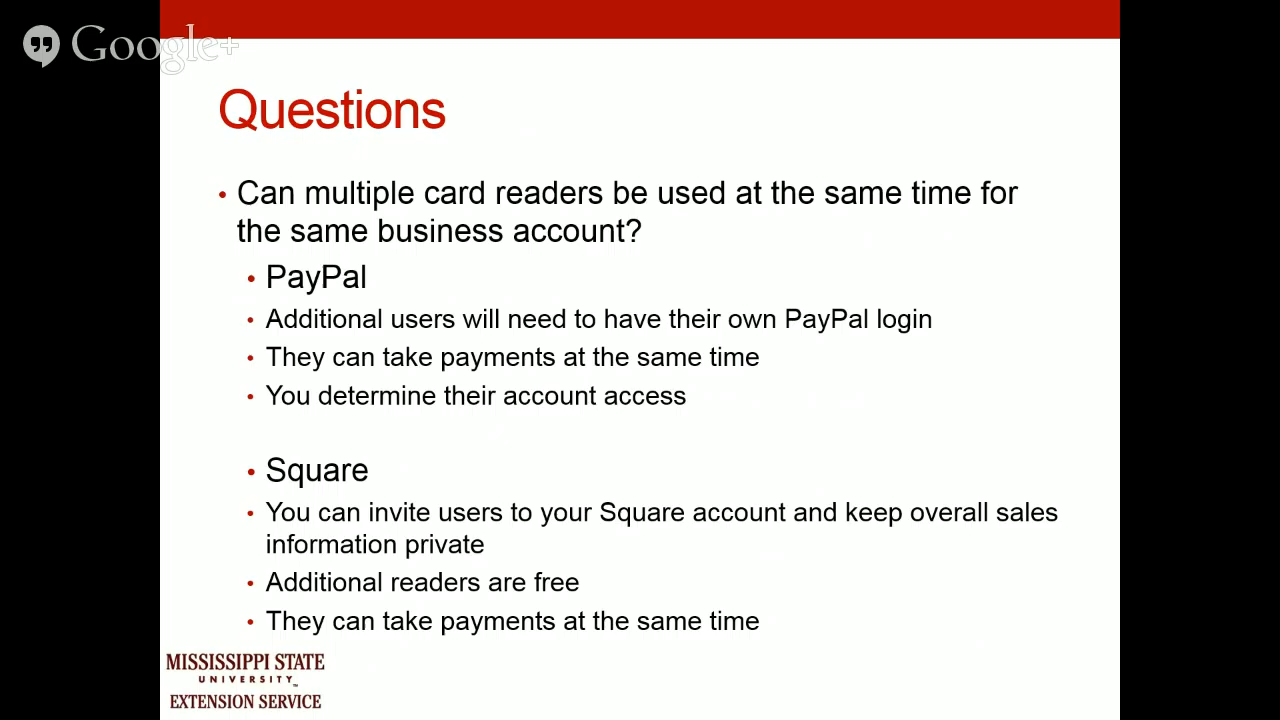 Google+
Questions
• Can multiple card readers be used at the same time for
the same business account?
• PayPal
• Additional users will need to have their own PayPal login
• They can take payments at the same time
• You determine their account access
• Square
• You can invite users to your Square account and keep overall sales
information private
• Additional readers are free
• They can take payments at the same time
MISSISSIPPI STATE
UNIVERSITY™
EXTENSION SERVICE